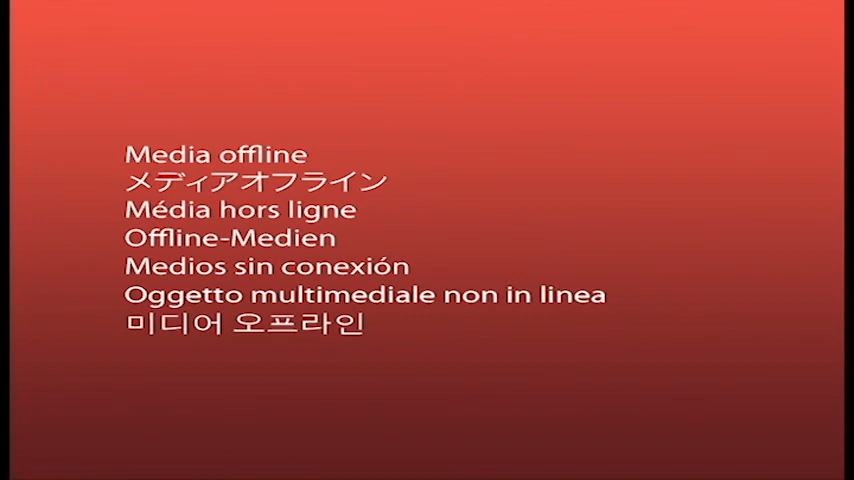 Media offline
メディアオフライン
Média hors ligne
Offline-Medien
Medios sin conexión
Oggetto multimediale non in linea
미디어 오프라인